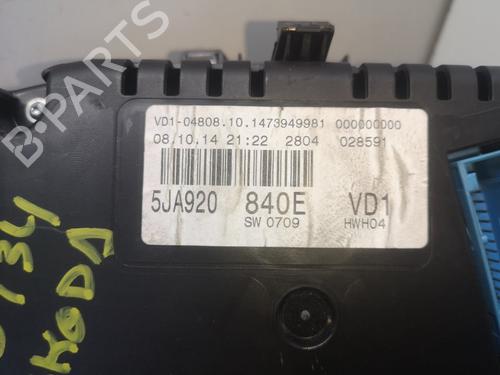 VD1-04808.10.1473949981 000000000
08.10.14 21:22 2804 028591
5JA920 840E VD1
SW 0709 HWH04
B-PARTS